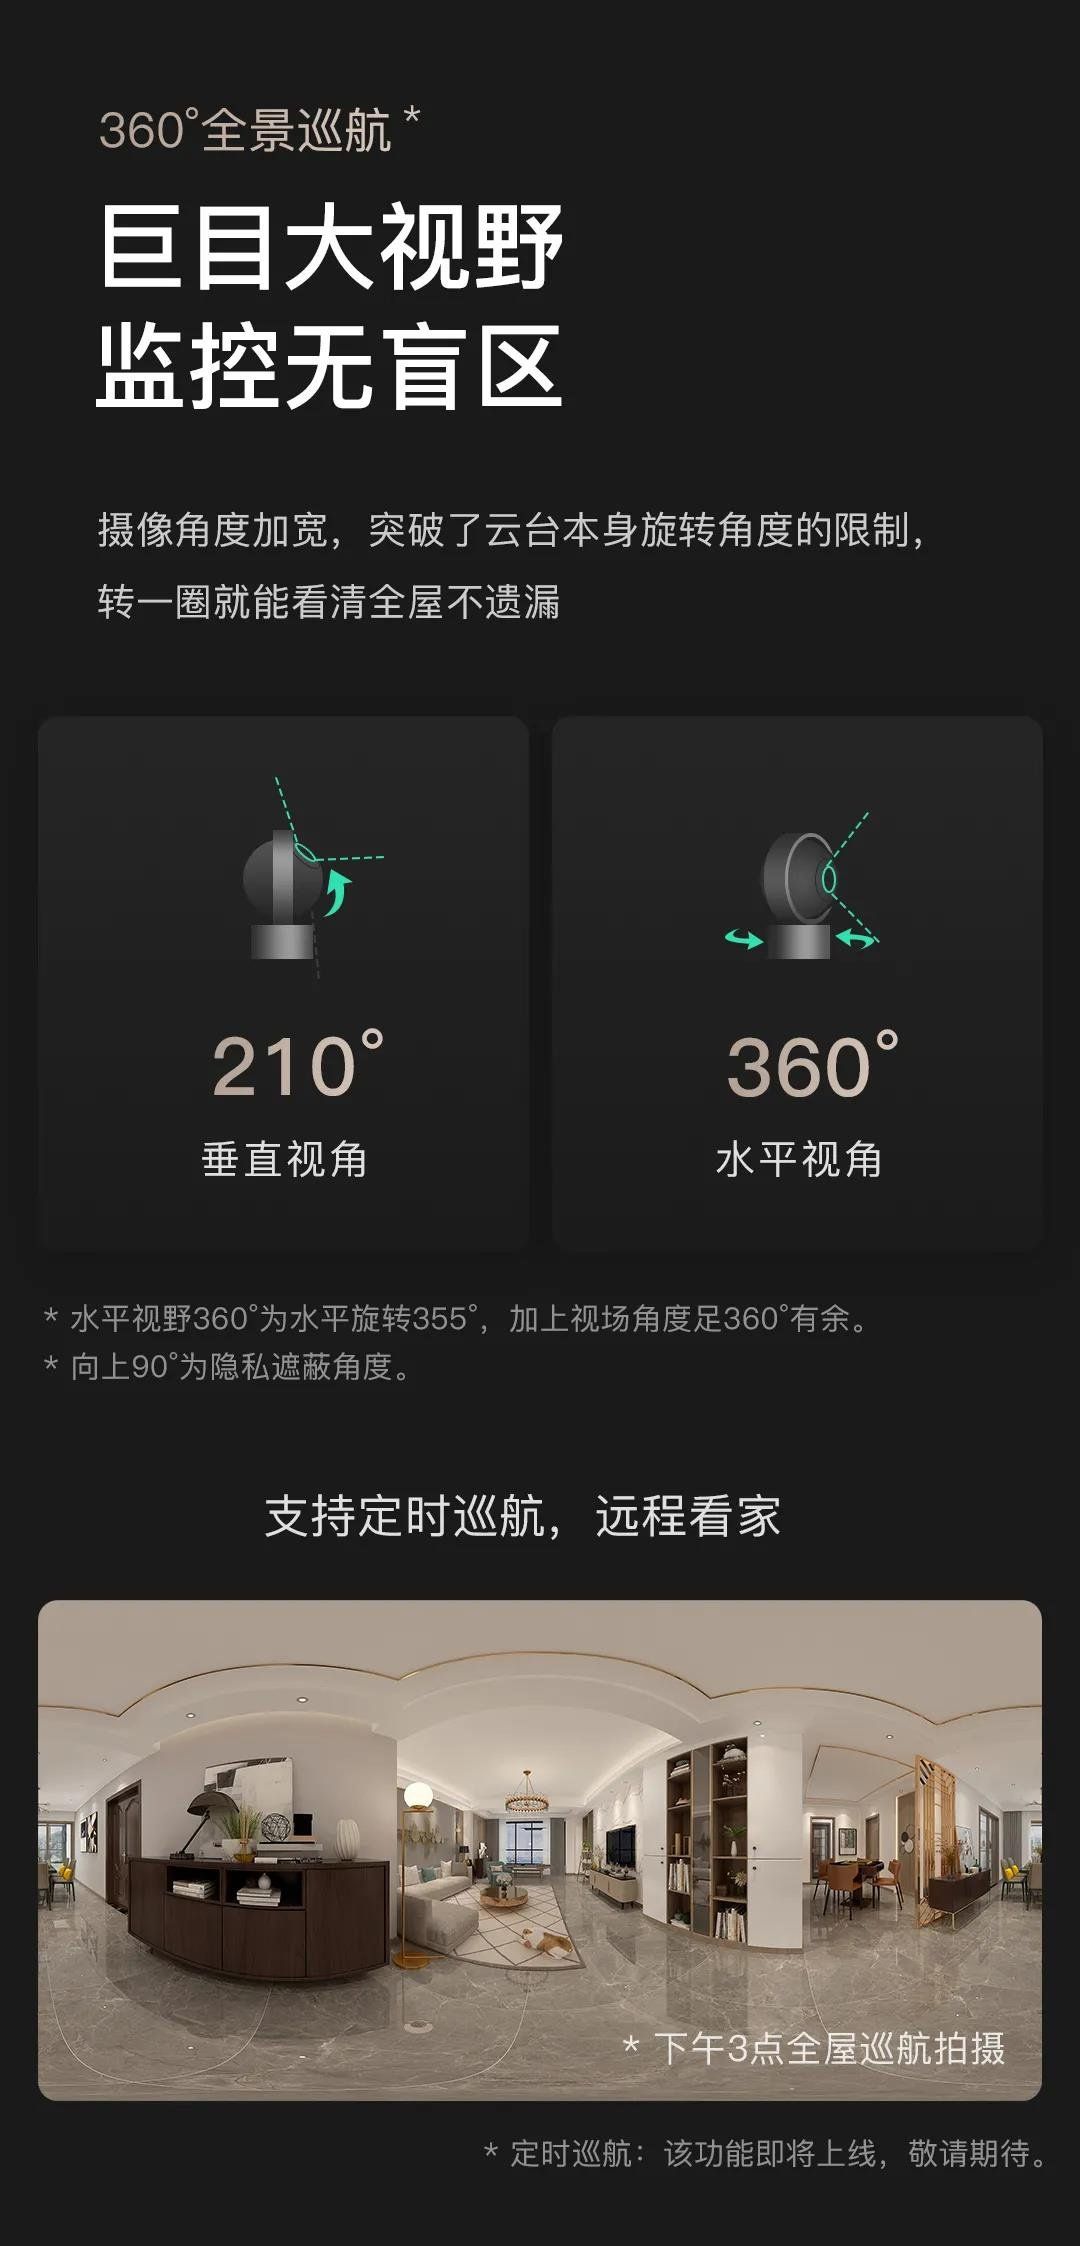 360°全景巡航*
巨目大视野
监控无盲区
摄像角度加宽，突破了云台本身旋转角度的限制，
转一圈就能看清全屋不遗漏
210°
垂直视角
360°
水平视角
* 水平视野360°为水平旋转355°，加上视场角度足360°有余。
* 向上90°为隐私遮蔽角度。
支持定时巡航，远程看家
* 下午3点全屋巡航拍摄
* 定时巡航：该功能即将上线，敬请期待。